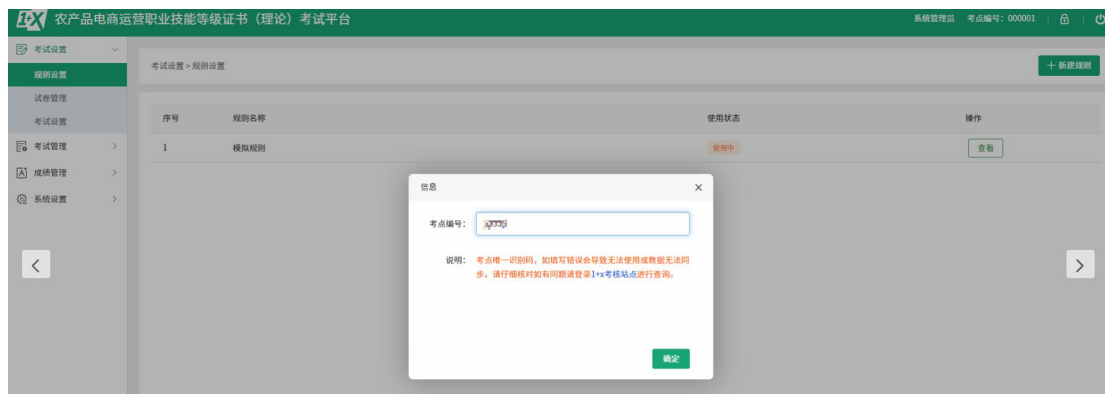 1+X 农产品电商运营职业技能等级证书（理论）考试平台
系统管理员 考点编号：000001
考试设置
规则设置
试卷管理
考试设置
考试管理
成绩管理
系统设置
考试设置 > 规则设置
+ 新建规则
序号 规则名称 使用状态 操作
1 模拟规则 使用中 查看
信息 ×
考点编号：
说明： 考点唯一识别码，如填写错误会导致无法使用或数据无法同
步。请仔细核对如有问题请登录1+x考核站点进行查询。
确定